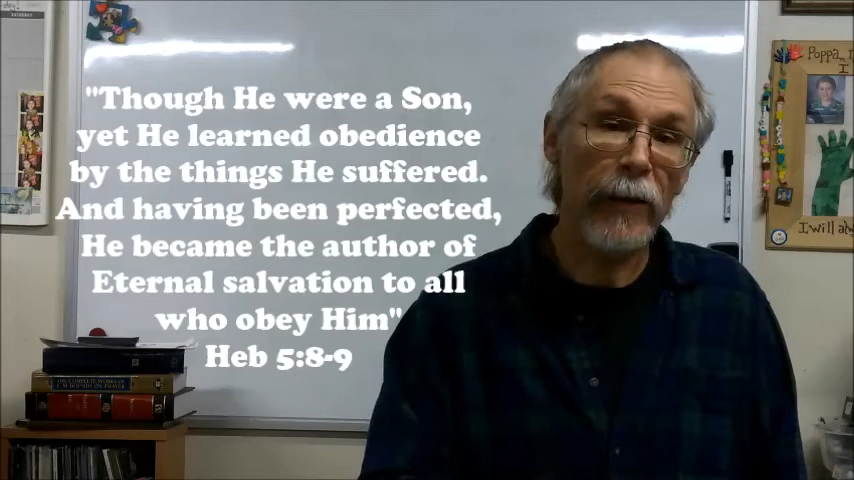 "Though He were a Son,
yet He learned obedience
by the things He suffered.
And having been perfected,
He became the author of
Eternal salvation to all
who obey Him"
Heb 5:8-9
SATURDAY
Poppa,
I
I will
THE COMPLETE WORKS OF
E. M. BOUNDS ON PRAYER